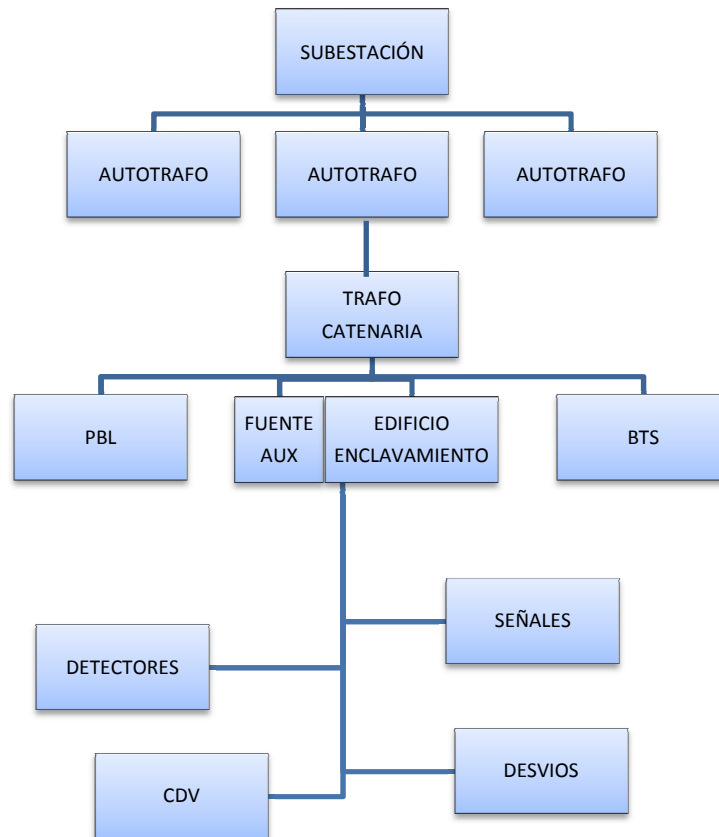 SUBESTACIÓN
AUTOTRAFO
AUTOTRAFO
AUTOTRAFO
TRAFO
CATENARIA
PBL
FUENTE
AUX
EDIFICIO
ENCLAVAMIENTO
BTS
SEÑALES
DETECTORES
DESVIOS
CDV